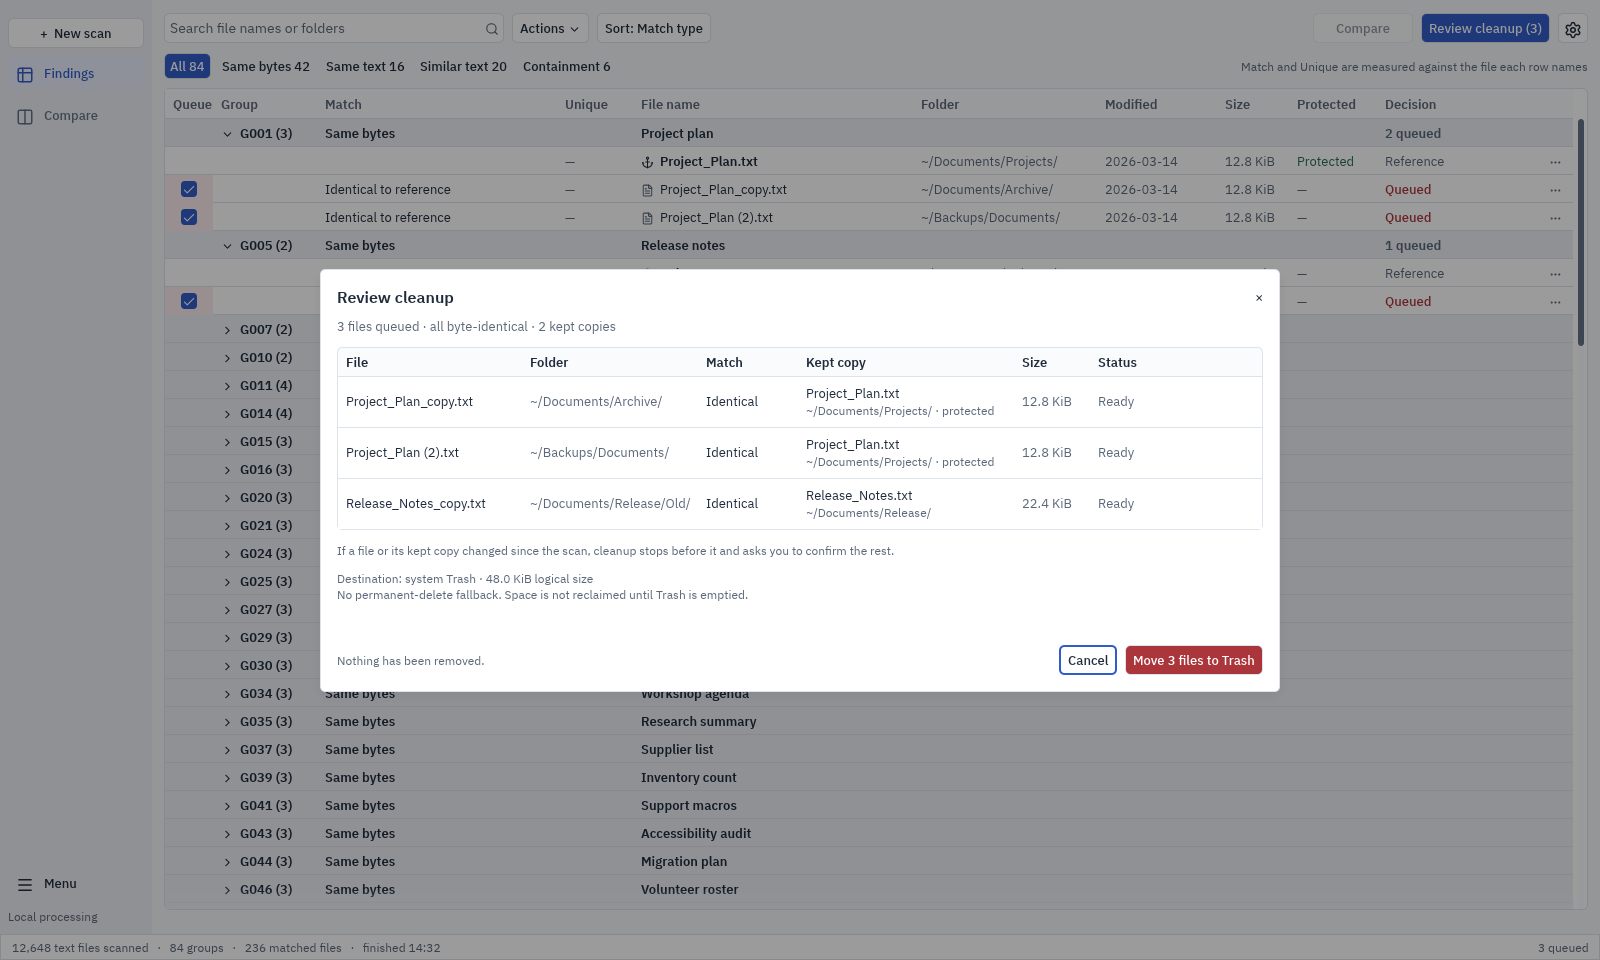 + New scan
Search file names or folders
Actions
Sort: Match type
Compare
Review cleanup (3)
Findings
Compare
All 84 Same bytes 42 Same text 16 Similar text 20 Containment 6
Match and Unique are measured against the file each row names
Queue Group Match Unique File name Folder Modified Size Protected Decision
G001 (3) Same bytes Project plan 2 queued
— Project_Plan.txt ~/Documents/Projects/ 2026-03-14 12.8 KiB Protected Reference ...
Identical to reference — Project_Plan_copy.txt ~/Documents/Archive/ 2026-03-14 12.8 KiB — Queued ...
Identical to reference — Project_Plan (2).txt ~/Backups/Documents/ 2026-03-14 12.8 KiB — Queued ...
G005 (2) Same bytes Release notes 1 queued
— Reference ...
— Queued ...
Review cleanup ×
3 files queued · all byte-identical · 2 kept copies
File Folder Match Kept copy Size Status
Project_Plan_copy.txt ~/Documents/Archive/ Identical Project_Plan.txt 12.8 KiB Ready
~/Documents/Projects/ · protected
Project_Plan (2).txt ~/Backups/Documents/ Identical Project_Plan.txt 12.8 KiB Ready
~/Documents/Projects/ · protected
Release_Notes_copy.txt ~/Documents/Release/Old/ Identical Release_Notes.txt 22.4 KiB Ready
~/Documents/Release/
If a file or its kept copy changed since the scan, cleanup stops before it and asks you to confirm the rest.
Destination: system Trash · 48.0 KiB logical size
No permanent-delete fallback. Space is not reclaimed until Trash is emptied.
Nothing has been removed.
Cancel
Move 3 files to Trash
G007 (2)
G010 (2)
G011 (4)
G014 (4)
G015 (3)
G016 (3)
G020 (3)
G021 (3)
G024 (3)
G025 (3)
G027 (3)
G029 (3)
G030 (3)
G034 (3) Same bytes Workshop agenda
G035 (3) Same bytes Research summary
G037 (3) Same bytes Supplier list
G039 (3) Same bytes Inventory count
G041 (3) Same bytes Support macros
G043 (3) Same bytes Accessibility audit
G044 (3) Same bytes Migration plan
G046 (3) Same bytes Volunteer roster
Menu
Local processing
12,648 text files scanned · 84 groups · 236 matched files · finished 14:32
3 queued